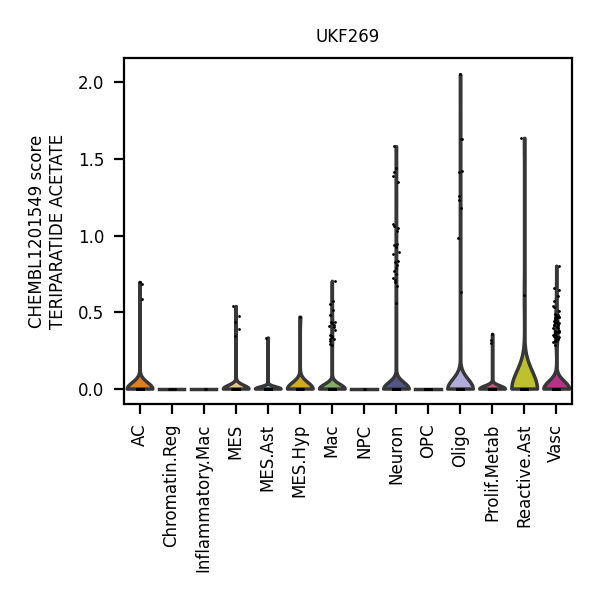 UKF269
CHEMBL1201549 score
TERIPARATIDE ACETATE
2.0
1.5
1.0
0.5
0.0
AC
Chromatin.Reg
Inflammatory.Mac
MES
MES.Ast
MES.Hyp
Mac
NPC
Neuron
OPC
Oligo
Prolif.Metab
Reactive.Ast
Vasc